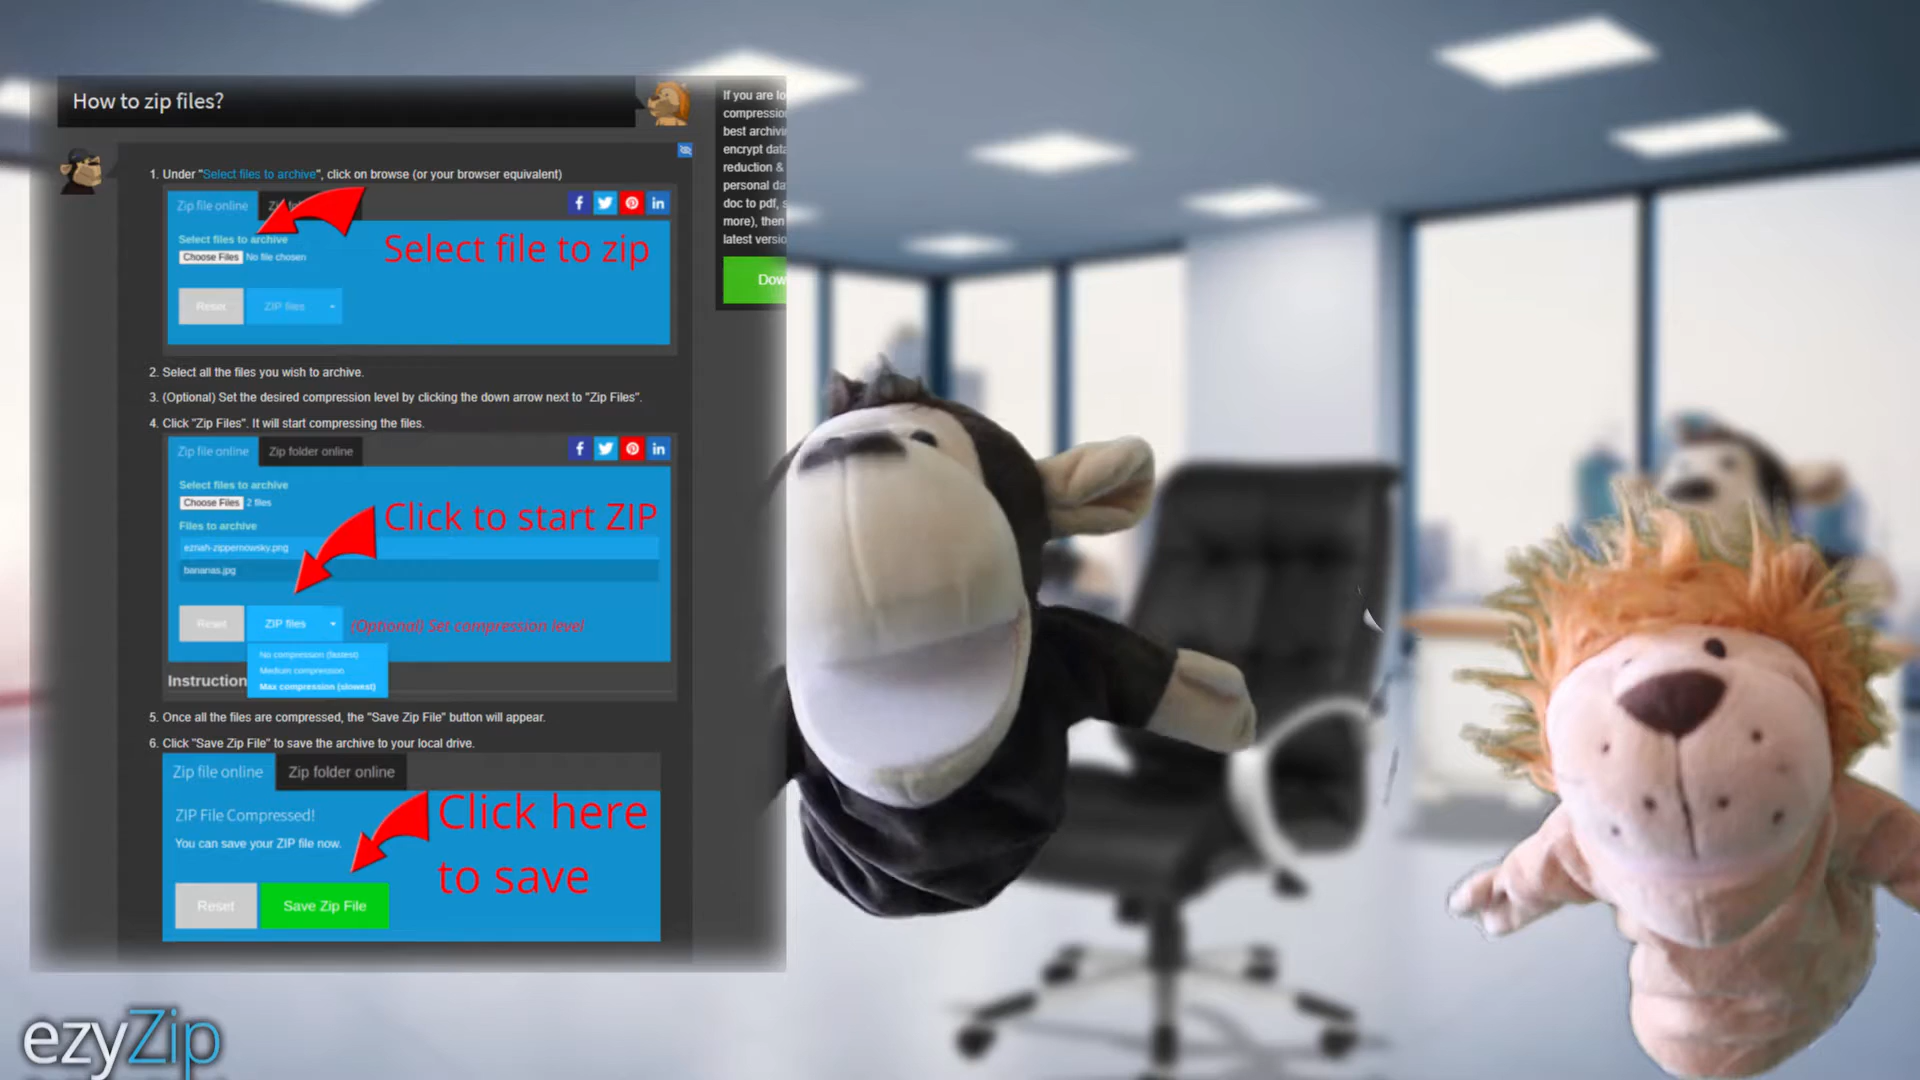 How to zip files?
1. Under "Select files to archive", click on browse (or your browser equivalent)
Zip file online
Select files to archive
Choose Files No file chosen
Select file to zip
Reset ZIP files
2. Select all the files you wish to archive.
3. (Optional) Set the desired compression level by clicking the down arrow next to "Zip Files".
4. Click "Zip Files". It will start compressing the files.
Zip file online Zip folder online
Select files to archive
Choose Files 2 files
Click to start ZIP
Files to archive
eznah-zippernowsky.png
bananas.jpg
Reset ZIP files (Optional) Set compression level
No compression (fastest)
Medium compression
Max compression (slowest)
Instruction
5. Once all the files are compressed, the "Save Zip File" button will appear.
6. Click "Save Zip File" to save the archive to your local drive.
Zip file online Zip folder online
ZIP File Compressed!
You can save your ZIP file now.
Click here
to save
Reset Save Zip File
If you are lo
compression
best archivi
encrypt data
reduction &
personal da
doc to pdf, s
more), then
latest versio
Dow
ezyZip